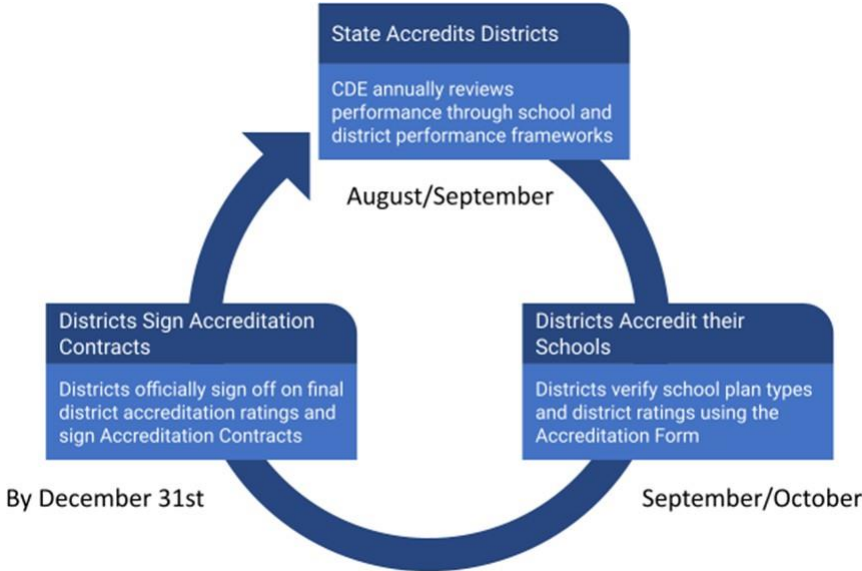 State Accredits Districts
CDE annually reviews
performance through school and
district performance frameworks
August/September
Districts Accredit their
Schools
Districts verify school plan types
and district ratings using the
Accreditation Form
September/October
Districts Sign Accreditation
Contracts
Districts officially sign off on final
district accreditation ratings and
sign Accreditation Contracts
By December 31st